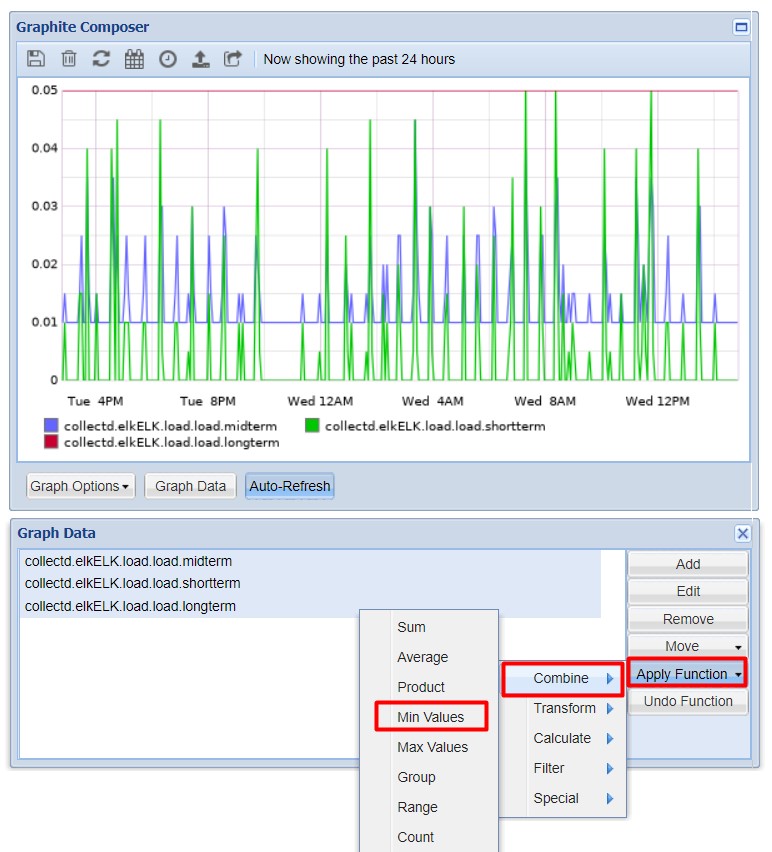 Graphite Composer
Now showing the past 24 hours
0.05
0.04
0.03
0.02
0.01
0
Tue 4PM Tue 8PM Wed 12AM Wed 4AM Wed 8AM Wed 12PM
collectd.elkELK.load.load.midterm collectd.elkELK.load.load.shortterm
collectd.elkELK.load.load.longterm
Graph Options Graph Data Auto-Refresh
Graph Data
collectd.elkELK.load.load.midterm
collectd.elkELK.load.load.shortterm
collectd.elkELK.load.load.longterm
Add
Edit
Remove
Move
Apply Function
Undo Function
Combine
Transform
Calculate
Filter
Special
Sum
Average
Product
Min Values
Max Values
Group
Range
Count